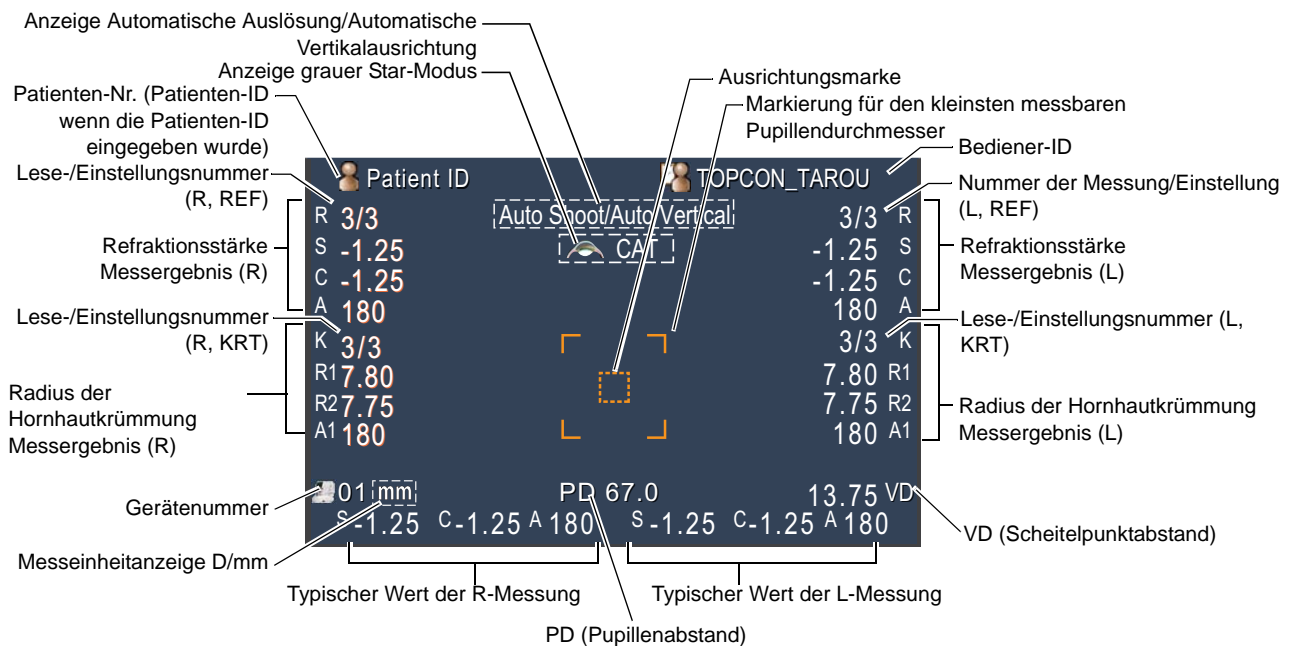 Anzeige Automatische Auslösung/Automatische
Vertikalausrichtung
Anzeige grauer Star-Modus
Patienten-Nr. (Patienten-ID
wenn die Patienten-ID
eingegeben wurde)
Lese-/Einstellungsnummer
(R, REF)
Refraktionsstärke
Messergebnis (R)
Lese-/Einstellungsnummer
(R, KRT)
Radius der
Hornhautkrümmung
Messergebnis (R)
Gerätenummer
Messeinheitanzeige D/mm
Ausrichtungsmarke
Markierung für den kleinsten messbaren
Pupillendurchmesser
Bediener-ID
Nummer der Messung/Einstellung
(L, REF)
Refraktionsstärke
Messergebnis (L)
Lese-/Einstellungsnummer (L,
KRT)
Radius der Hornhautkrümmung
Messergebnis (L)
VD (Scheitelpunktabstand)
Patient ID TOPCON_TAROU
R 3/3 Auto Shoot/Auto Vertical 3/3 R
S -1.25 CAT -1.25 S
C -1.25 -1.25 C
A 180 180 A
K 3/3 3/3 K
R1 7.80 7.80 R1
R2 7.75 7.75 R2
A1 180 180 A1
01 mm PD 67.0 13.75 VD
S -1.25 C -1.25 A 180 S -1.25 C -1.25 A 180
Typischer Wert der R-Messung
Typischer Wert der L-Messung
PD (Pupillenabstand)